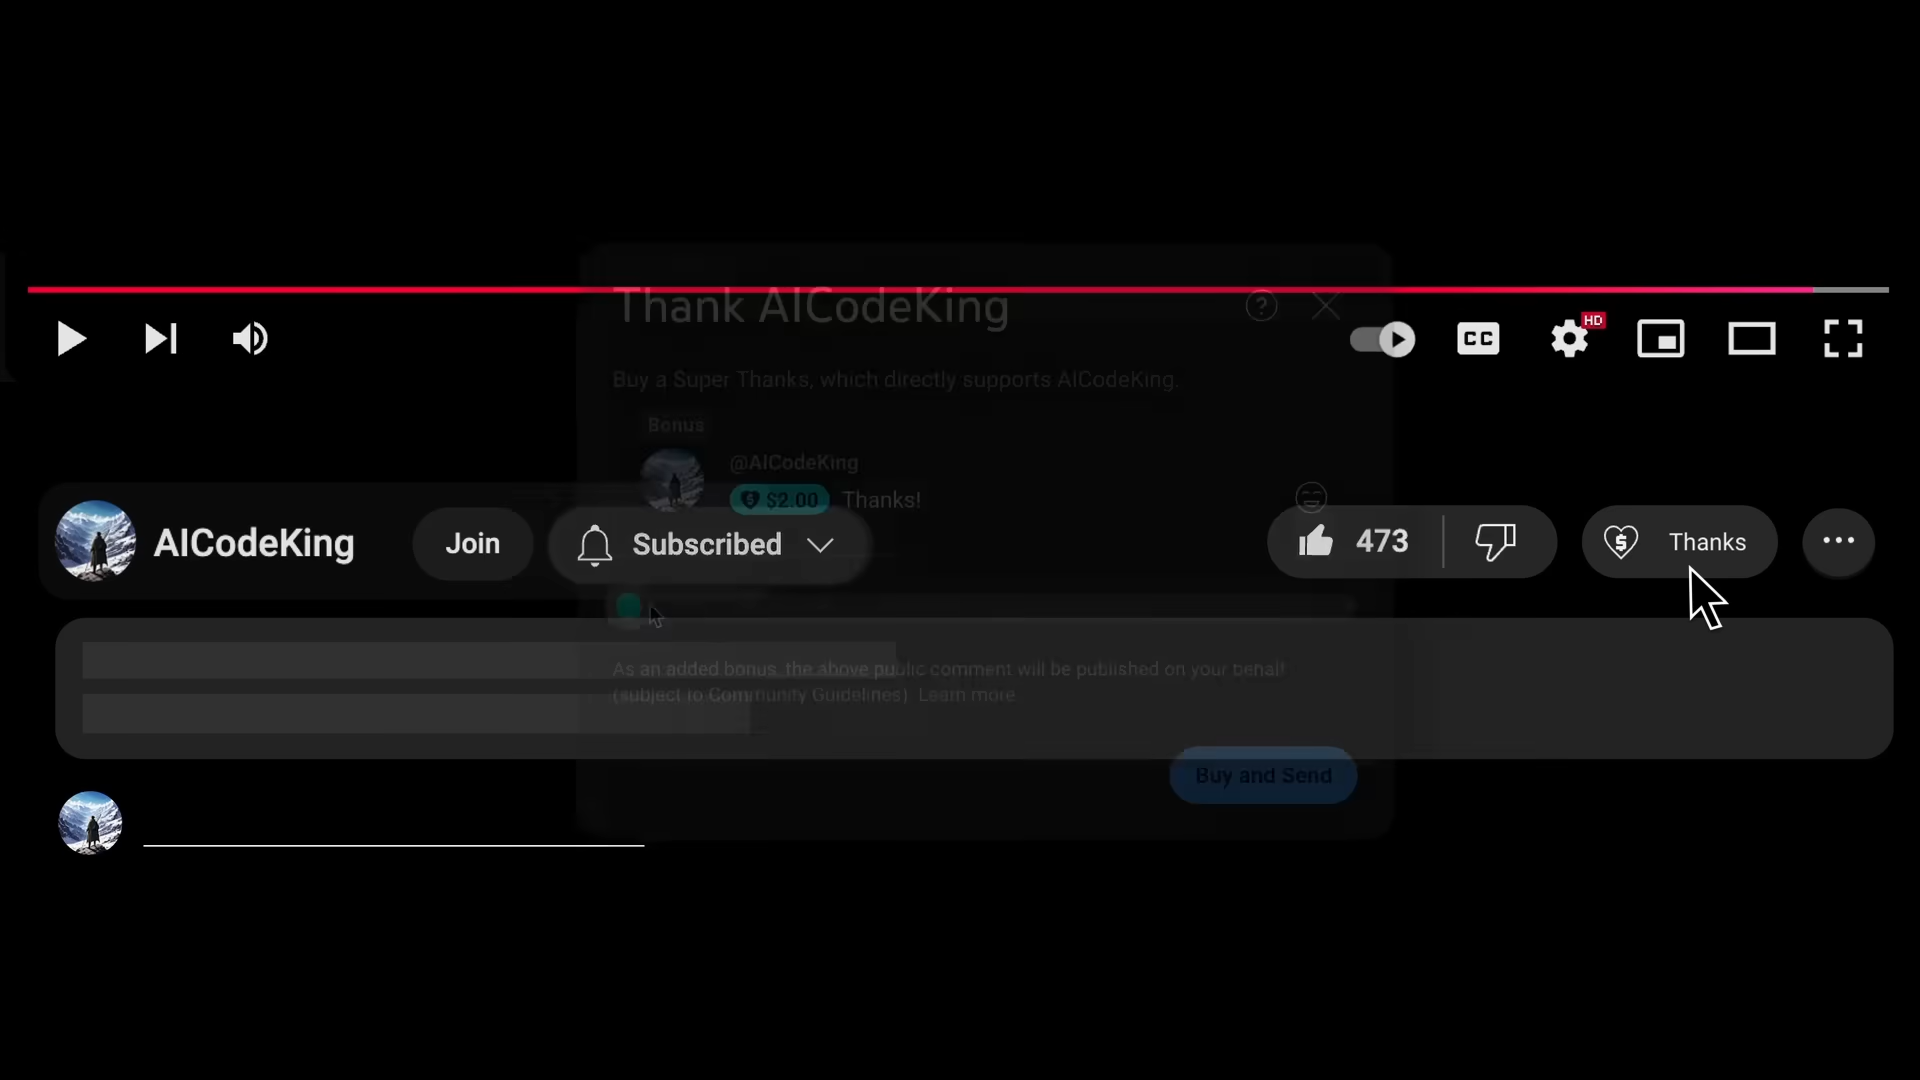 Thank AICodeKing
?
HD
CC
Buy a Super Thanks, which directly supports AICodeKing.
Bonus
@AICodeKing
$2.00 Thanks!
AICodeKing
Join
Subscribed
473
Thanks
As an added bonus, the above public comment will be published on your behalf
(subject to Community Guidelines) Learn more
Buy and Send